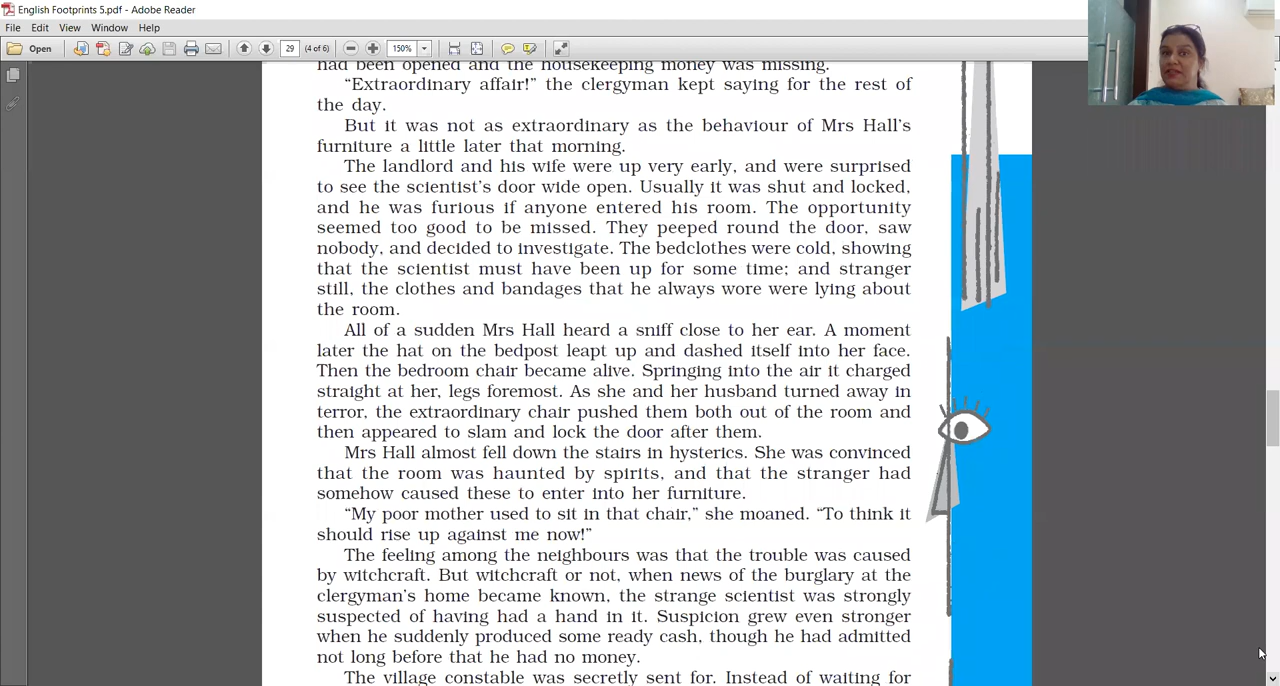 English Footprints 5.pdf - Adobe Reader
File Edit View Window Help
Open 29 (4 of 6) 150%
had been opened and the housekeeping money was missing.
“Extraordinary affair!” the clergyman kept saying for the rest of
the day.
But it was not as extraordinary as the behaviour of Mrs Hall’s
furniture a little later that morning.
The landlord and his wife were up very early, and were surprised
to see the scientist’s door wide open. Usually it was shut and locked,
and he was furious if anyone entered his room. The opportunity
seemed too good to be missed. They peeped round the door, saw
nobody, and decided to investigate. The bedclothes were cold, showing
that the scientist must have been up for some time; and stranger
still, the clothes and bandages that he always wore were lying about
the room.
All of a sudden Mrs Hall heard a sniff close to her ear. A moment
later the hat on the bedpost leapt up and dashed itself into her face.
Then the bedroom chair became alive. Springing into the air it charged
straight at her, legs foremost. As she and her husband turned away in
terror, the extraordinary chair pushed them both out of the room and
then appeared to slam and lock the door after them.
Mrs Hall almost fell down the stairs in hysterics. She was convinced
that the room was haunted by spirits, and that the stranger had
somehow caused these to enter into her furniture.
“My poor mother used to sit in that chair,” she moaned. “To think it
should rise up against me now!”
The feeling among the neighbours was that the trouble was caused
by witchcraft. But witchcraft or not, when news of the burglary at the
clergyman’s home became known, the strange scientist was strongly
suspected of having had a hand in it. Suspicion grew even stronger
when he suddenly produced some ready cash, though he had admitted
not long before that he had no money.
The village constable was secretly sent for. Instead of waiting for